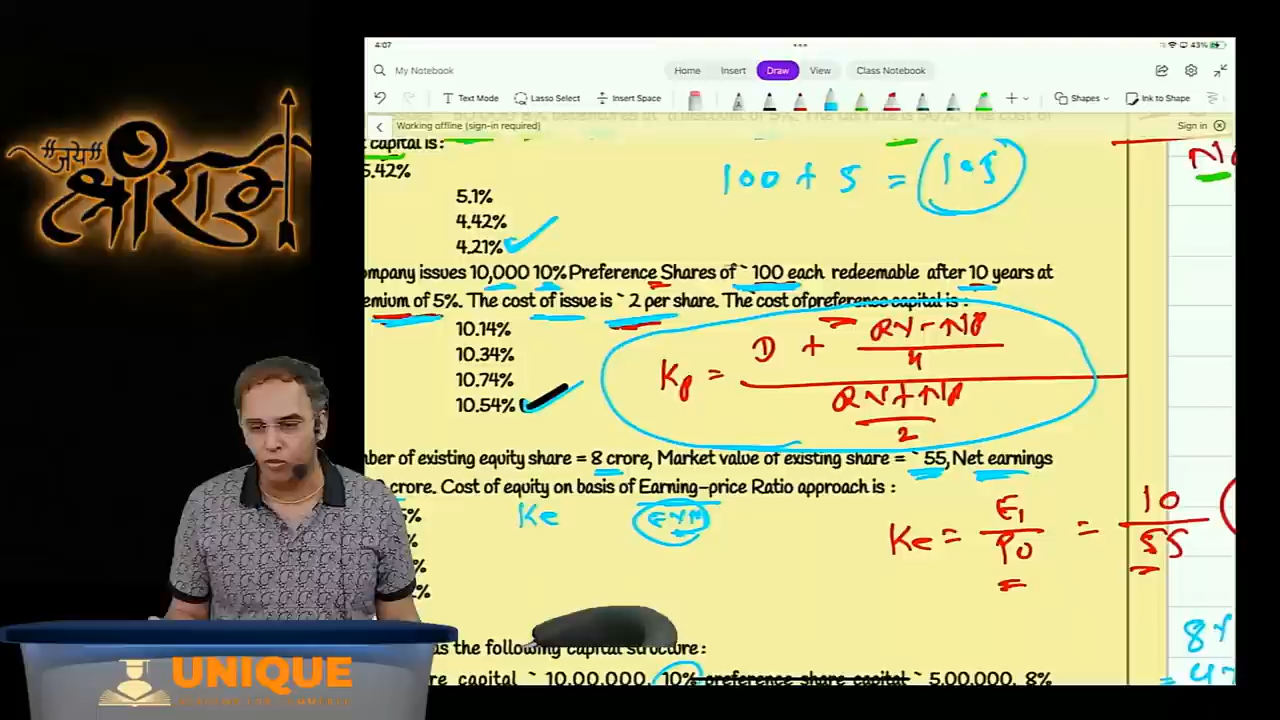 "जय"
श्रीराम
4:07
43%
My Notebook
Home Insert Draw View Class Notebook
Text Mode Lasso Select Insert Space Shapes Ink to Shape
Working offline (sign-in required) Sign in
capital is:
5.42%
100 + 5 = 105
5.1%
4.42%
4.21%
ompany issues 10,000 10% Preference Shares of ` 100 each redeemable after 10 years at
emium of 5%. The cost of issue is ` 2 per share. The cost of preference capital is :
10.14%
10.34%
10.74%
10.54%
Kp = D + RV - NP
n
RV + NP
2
ber of existing equity share = 8 crore, Market value of existing share = ` 55, Net earnings
crore. Cost of equity on basis of Earning-price Ratio approach is :
Ke EYM
Ke = E1 = 10
P0 55
as the following capital structure:
re capital ` 10,00,000, 10% preference share capital ` 5,00,000, 8%
UNIQUE